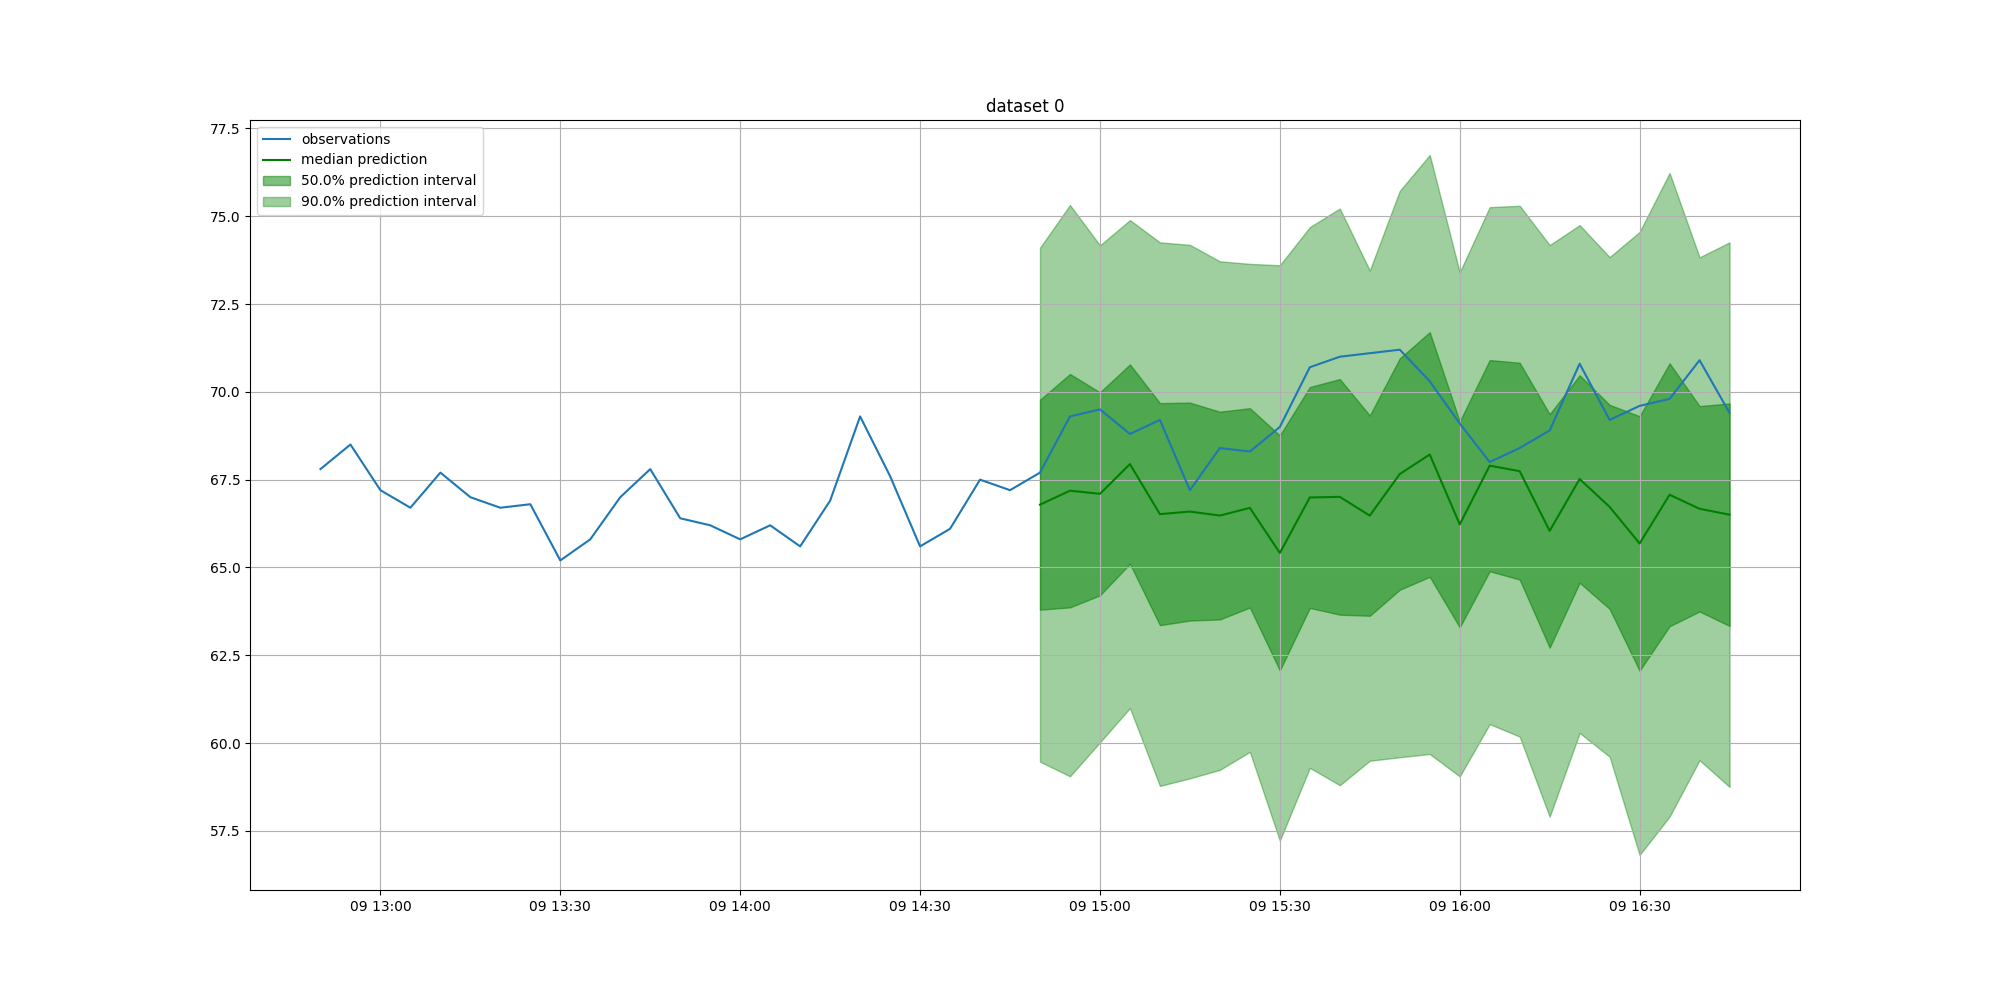 dataset 0
observations
median prediction
50.0% prediction interval
90.0% prediction interval
77.5
75.0
72.5
70.0
67.5
65.0
62.5
60.0
57.5
09 13:00 09 13:30 09 14:00 09 14:30 09 15:00 09 15:30 09 16:00 09 16:30